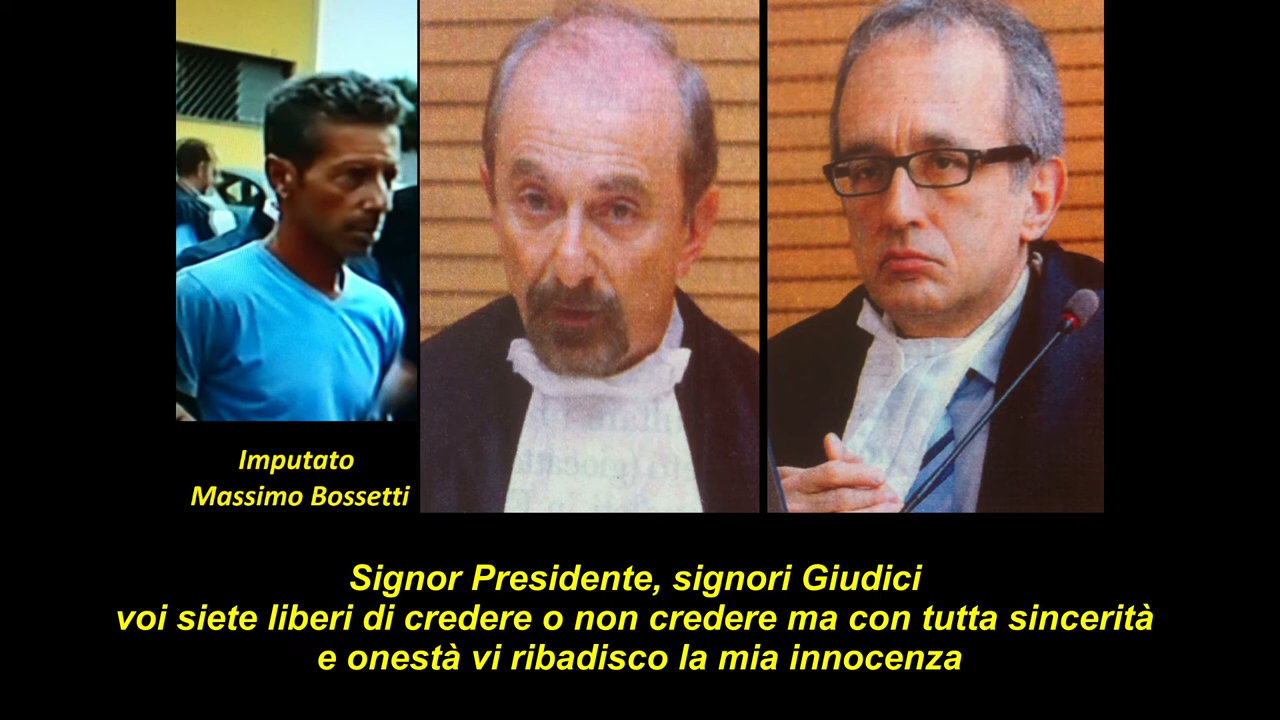 Imputato
Massimo Bossetti
Signor Presidente, signori Giudici
voi siete liberi di credere o non credere ma con tutta sincerità
e onestà vi ribadisco la mia innocenza